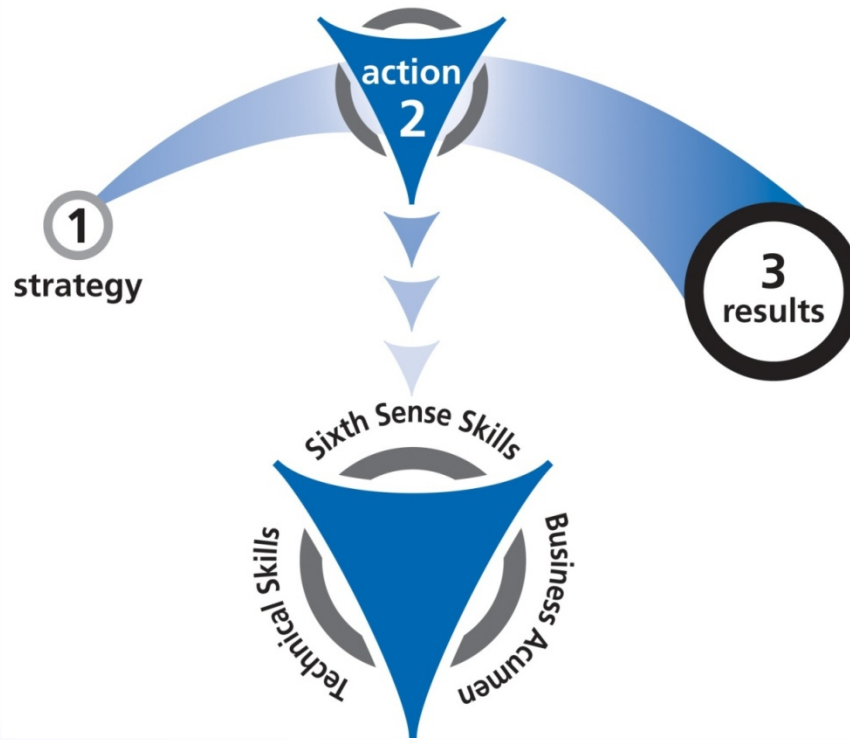 action
2
1
strategy
3
results
Sixth Sense Skills
Technical Skills
Business Acumen